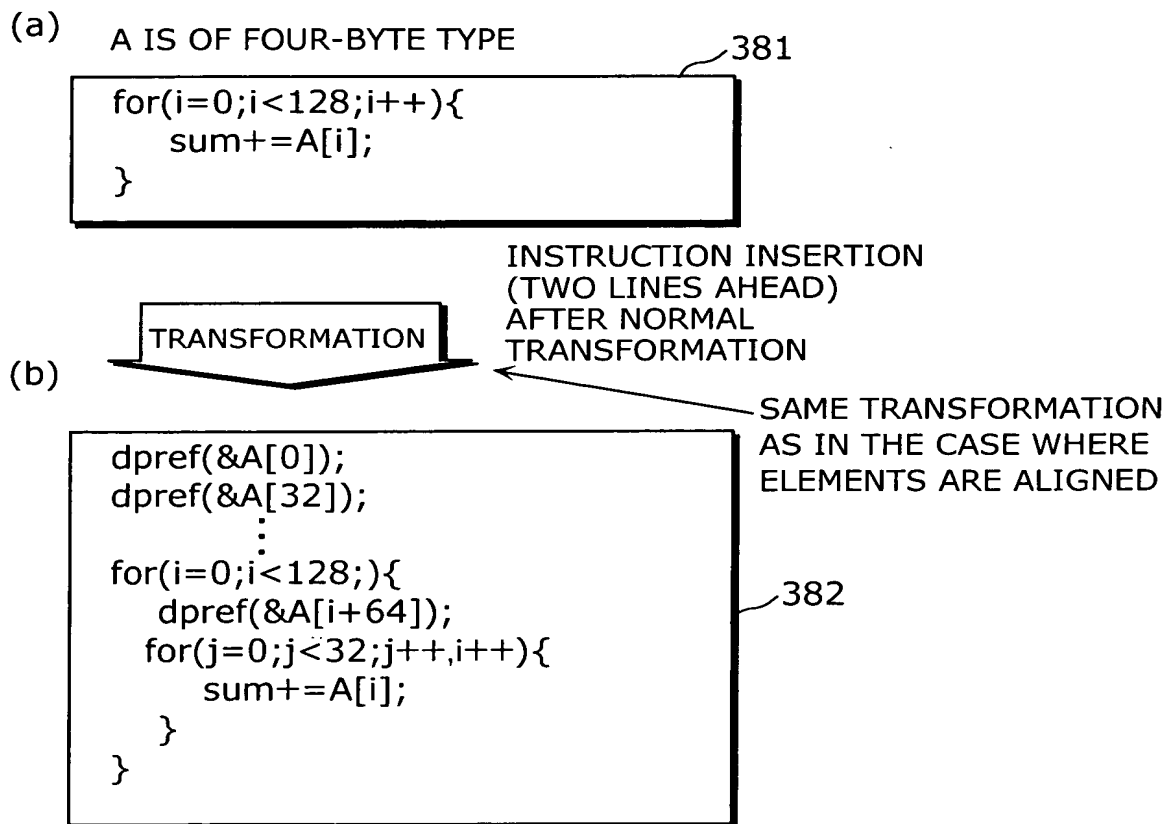 (a) A IS OF FOUR-BYTE TYPE
381
for(i=0;i<128;i++){
sum+=A[i];
}
INSTRUCTION INSERTION
(TWO LINES AHEAD)
AFTER NORMAL
TRANSFORMATION
TRANSFORMATION
(b)
SAME TRANSFORMATION
AS IN THE CASE WHERE
ELEMENTS ARE ALIGNED
dpref(&A[0]);
dpref(&A[32]);
⋮
for(i=0;i<128;){
dpref(&A[i+64]);
382
for(j=0;j<32;j++,i++){
sum+=A[i];
}
}